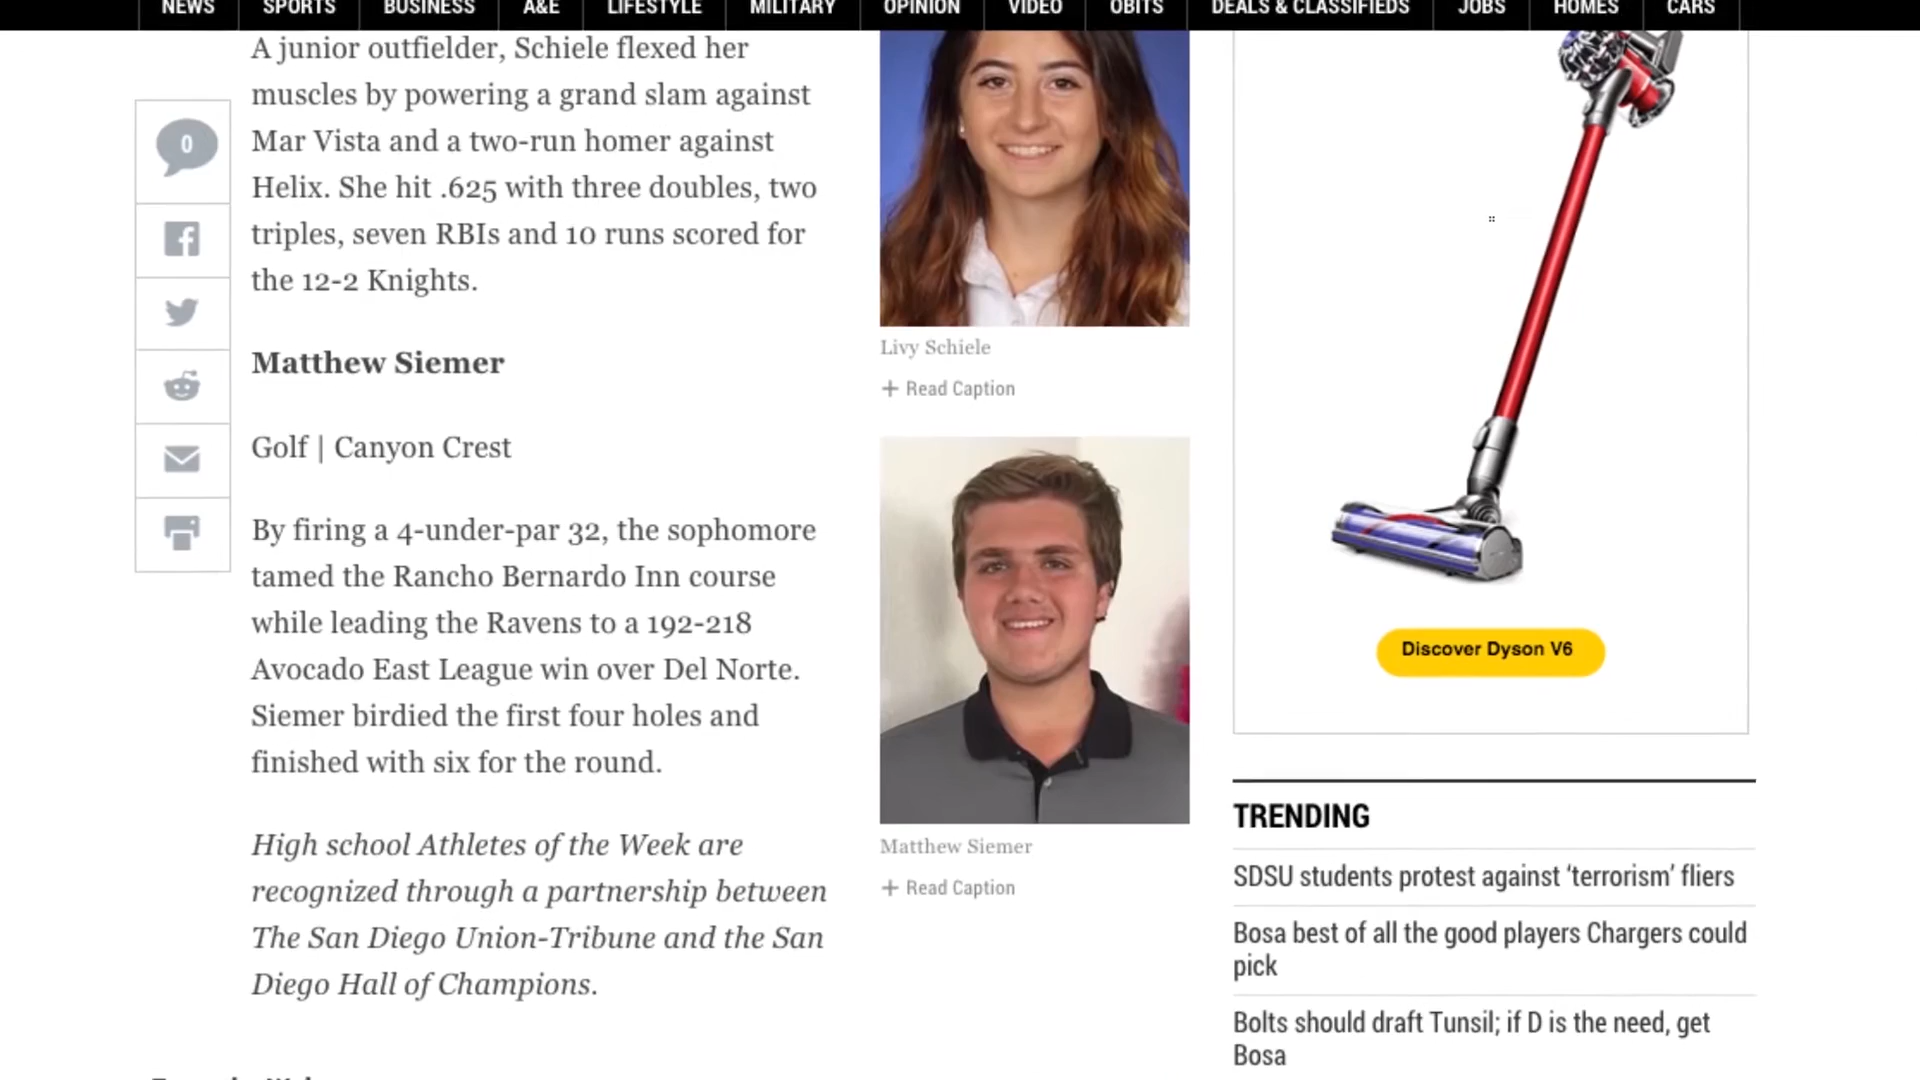 NEWS SPORTS BUSINESS A&E LIFESTYLE MILITARY OPINION VIDEO OBITS DEALS & CLASSIFIEDS JOBS HOMES CARS
0
A junior outfielder, Schiele flexed her
muscles by powering a grand slam against
Mar Vista and a two-run homer against
Helix. She hit .625 with three doubles, two
triples, seven RBIs and 10 runs scored for
the 12-2 Knights.
Matthew Siemer
Golf | Canyon Crest
By firing a 4-under-par 32, the sophomore
tamed the Rancho Bernardo Inn course
while leading the Ravens to a 192-218
Avocado East League win over Del Norte.
Siemer birdied the first four holes and
finished with six for the round.
High school Athletes of the Week are
recognized through a partnership between
The San Diego Union-Tribune and the San
Diego Hall of Champions.
Livy Schiele
+ Read Caption
Matthew Siemer
+ Read Caption
Discover Dyson V6
TRENDING
SDSU students protest against ‘terrorism’ fliers
Bosa best of all the good players Chargers could
pick
Bolts should draft Tunsil; if D is the need, get
Bosa